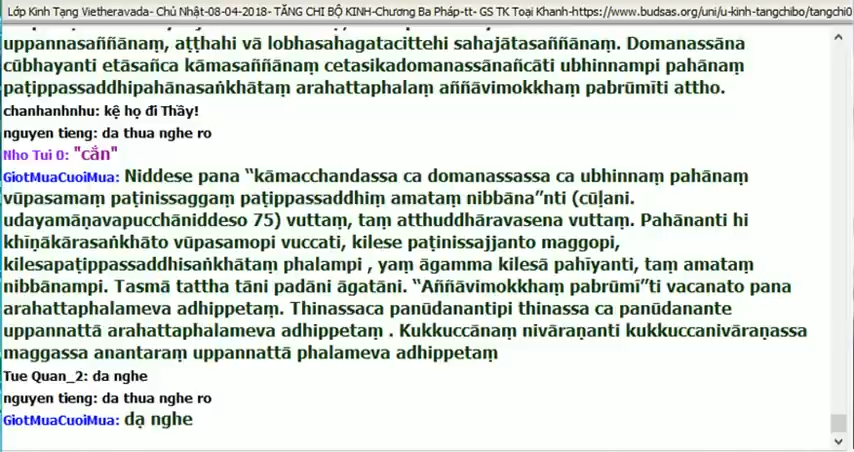 Lớp Kinh Tạng Vietheravada- Chủ Nhật-08-04-2018- TĂNG CHI BỘ KINH-Chương Ba Pháp-tt- GS TK Toại Khanh-https://www.budsas.org/uni/u-kinh-tangchibo/tangchi0
uppannasaññānaṃ, aṭṭhahi vā lobhasahagatacittehi sahajātasaññānaṃ. Domanassāna
cūbhayanti etāsañca kāmasaññānaṃ cetasikadomanassānañcāti ubhinnampi pahānaṃ
paṭippassaddhipahānasaṅkhātaṃ arahattaphalaṃ aññāvimokkhaṃ pabrūmīti attho.
chanhanhnhu: kệ họ đi Thầy!
nguyen tieng: da thua nghe ro
Nho Tui 0: "cắn"
GiotMuaCuoiMua: Niddese pana “kāmacchandassa ca domanassassa ca ubhinnaṃ pahānaṃ
vūpasamaṃ paṭinissaggaṃ paṭippassaddhiṃ amataṃ nibbāna”nti (cūḷani.
udayamāṇavapucchāniddeso 75) vuttaṃ, taṃ atthuddhāravasena vuttaṃ. Pahānanti hi
khīṇākārasaṅkhāto vūpasamopi vuccati, kilese paṭinissajjanto maggopi,
kilesapaṭippassaddhisaṅkhātaṃ phalampi , yaṃ āgamma kilesā pahīyanti, taṃ amataṃ
nibbānampi. Tasmā tattha tāni padāni āgatāni. “Aññāvimokkhaṃ pabrūmī”ti vacanato pana
arahattaphalameva adhippetaṃ. Thinassaca panūdanantipi thinassa ca panūdanante
uppannattā arahattaphalameva adhippetaṃ . Kukkuccānaṃ nivāraṇanti kukkuccanivāraṇassa
maggassa anantaraṃ uppannattā phalameva adhippetaṃ
Tue Quan_2: da nghe
nguyen tieng: da thua nghe ro
GiotMuaCuoiMua: dạ nghe